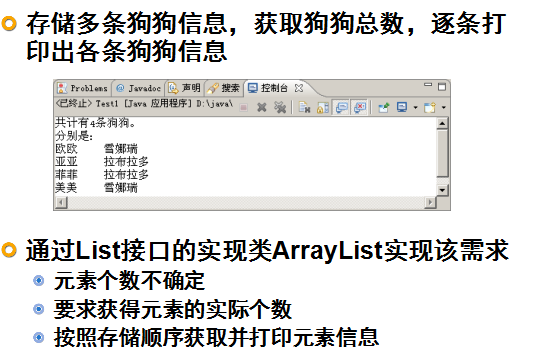 存储多条狗狗信息，获取狗狗总数，逐条打
印出各条狗狗信息
Problems @ Javadoc 声明 搜索 控制台
<已终止> Test1 [Java 应用程序] D:\java\
共计有4条狗狗。
分别是：
欧欧 雪娜瑞
亚亚 拉布拉多
菲菲 拉布拉多
美美 雪娜瑞
通过List接口的实现类ArrayList实现该需求
元素个数不确定
要求获得元素的实际个数
按照存储顺序获取并打印元素信息